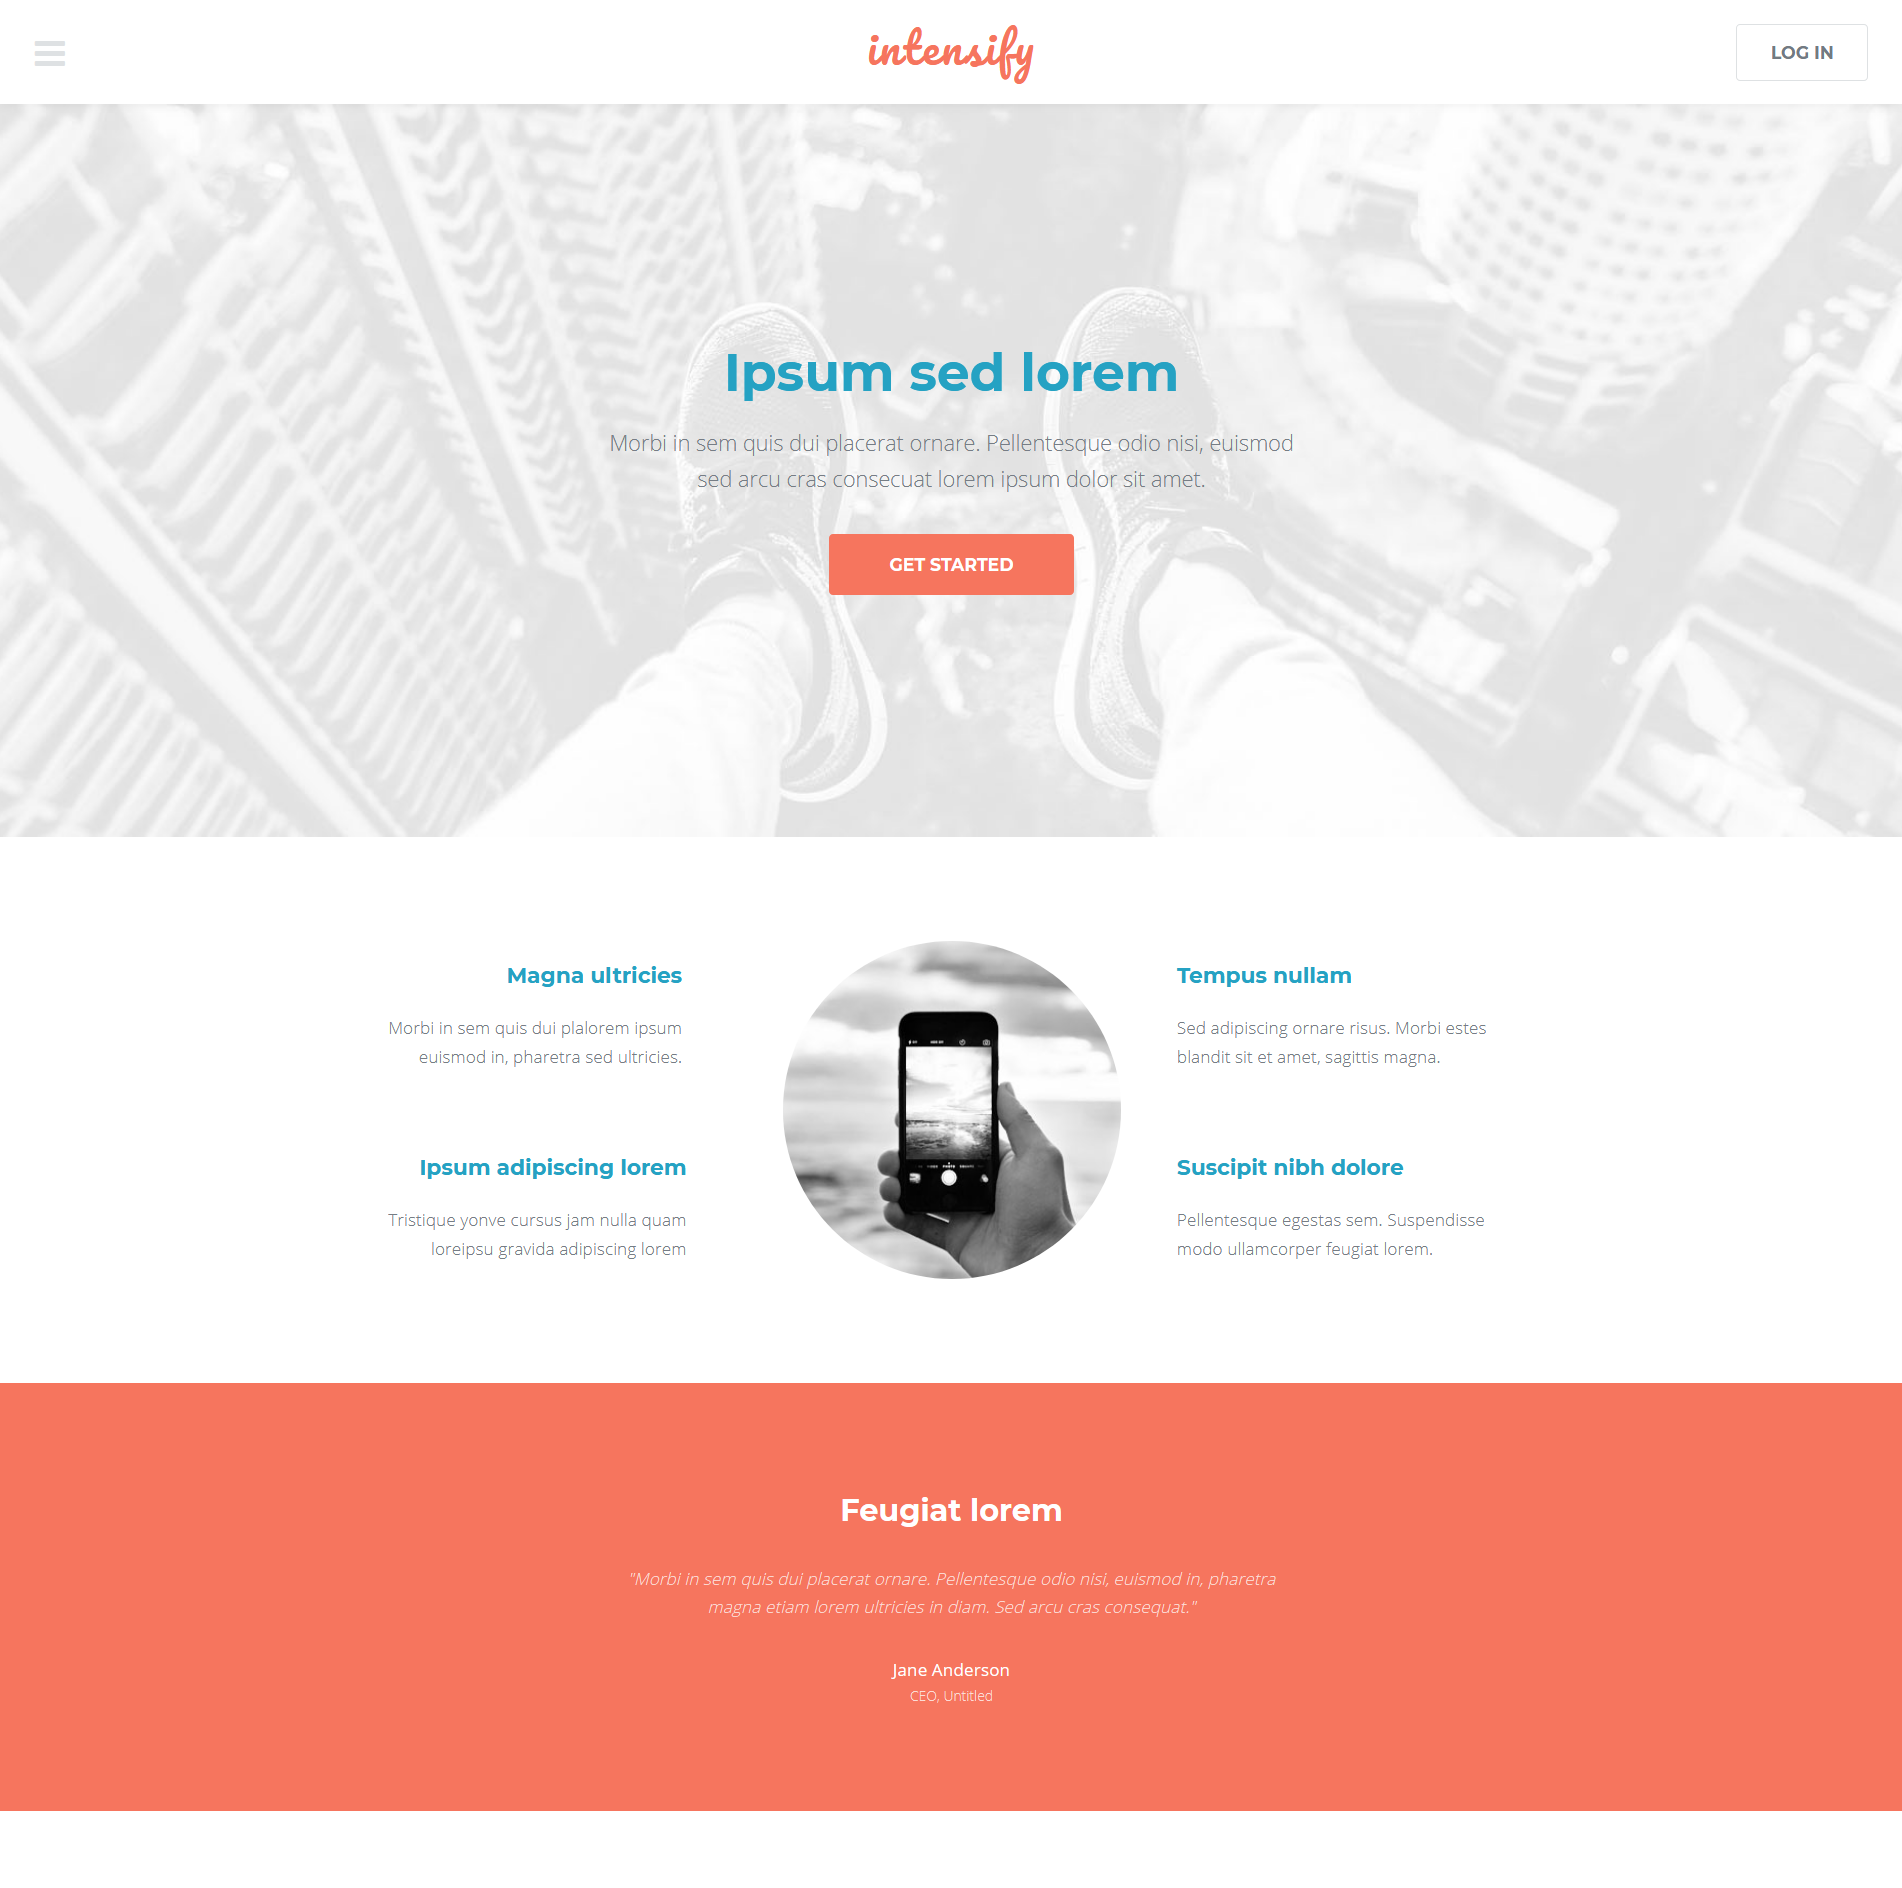 intensify
LOG IN
Ipsum sed lorem
Morbi in sem quis dui placerat ornare. Pellentesque odio nisi, euismod
sed arcu cras consecuat lorem ipsum dolor sit amet.
GET STARTED
Magna ultricies
Morbi in sem quis dui plalorem ipsum
euismod in, pharetra sed ultricies.
Ipsum adipiscing lorem
Tristique yonve cursus jam nulla quam
loreipsu gravida adipiscing lorem
Tempus nullam
Sed adipiscing ornare risus. Morbi estes
blandit sit et amet, sagittis magna.
Suscipit nibh dolore
Pellentesque egestas sem. Suspendisse
modo ullamcorper feugiat lorem.
Feugiat lorem
"Morbi in sem quis dui placerat ornare. Pellentesque odio nisi, euismod in, pharetra
magna etiam lorem ultricies in diam. Sed arcu cras consequat."
Jane Anderson
CEO, Untitled